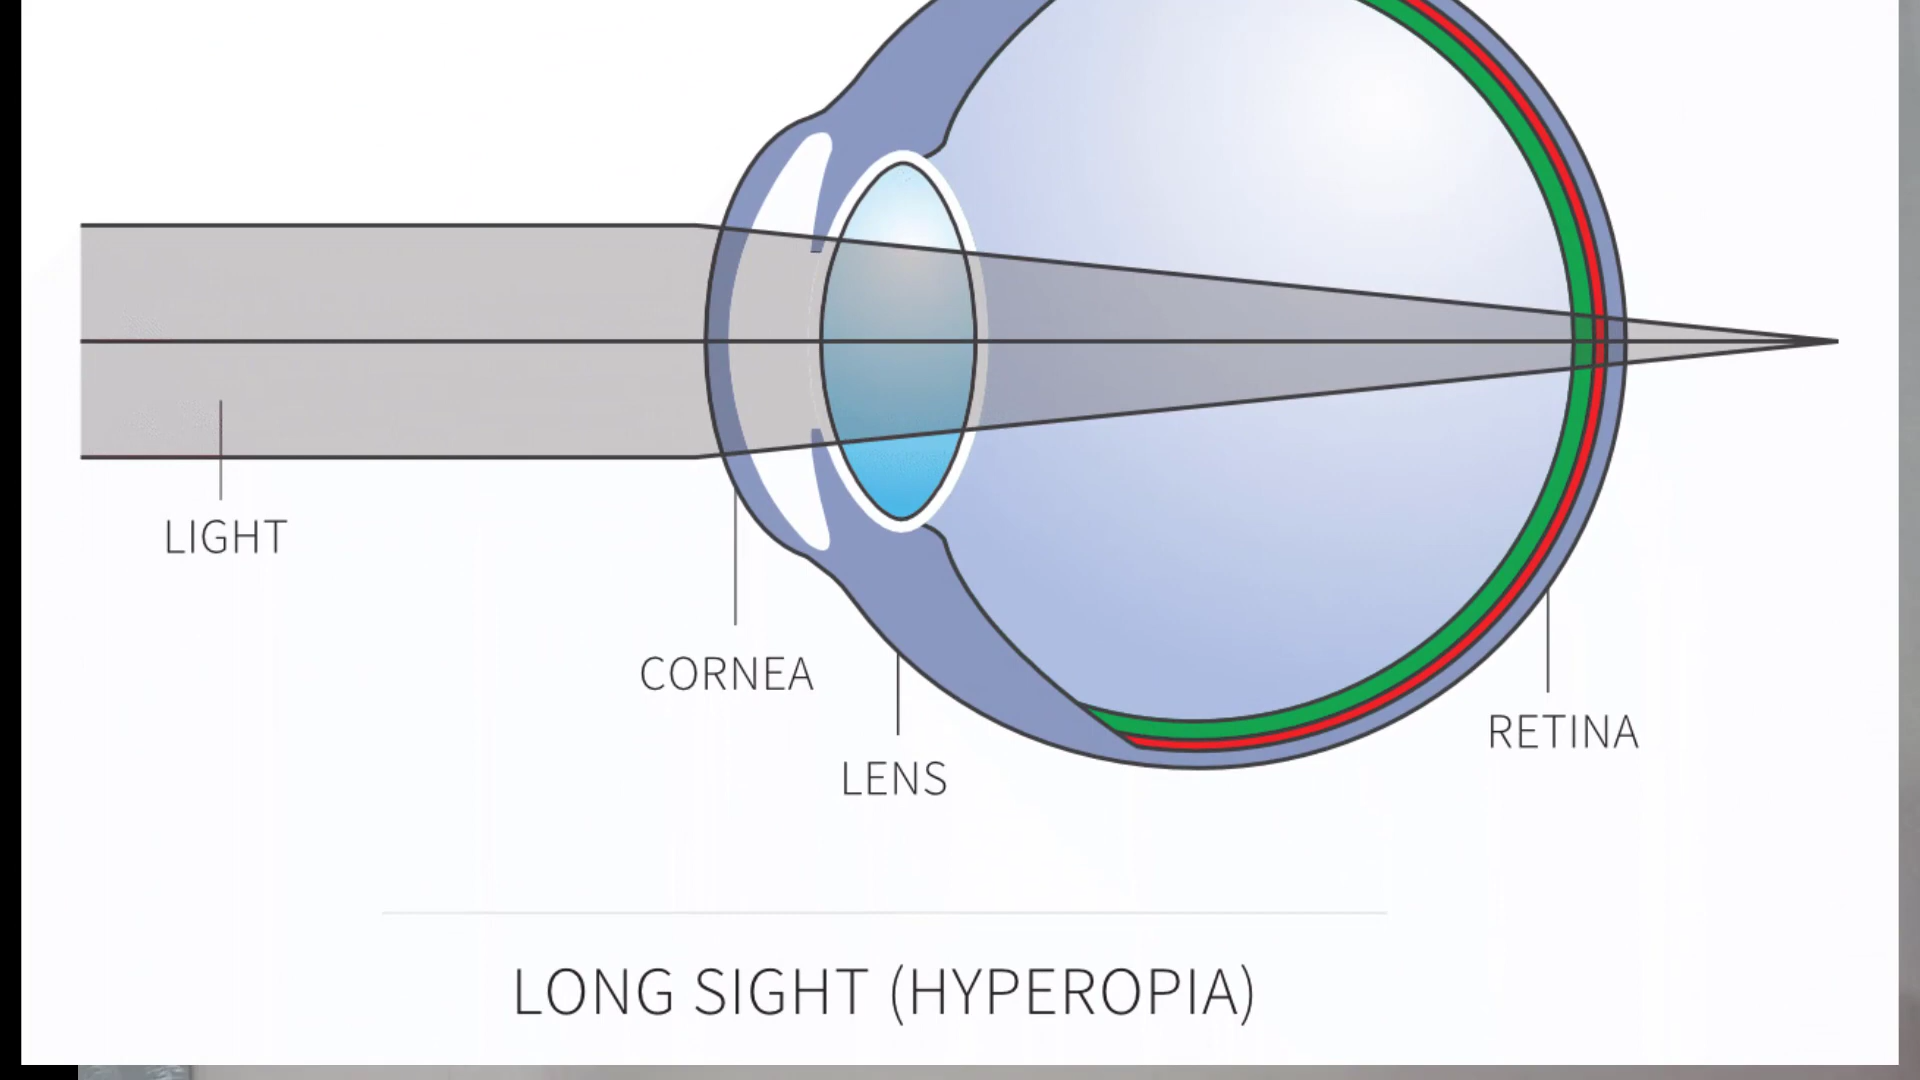 LIGHT
CORNEA
LENS
RETINA
LONG SIGHT (HYPEROPIA)